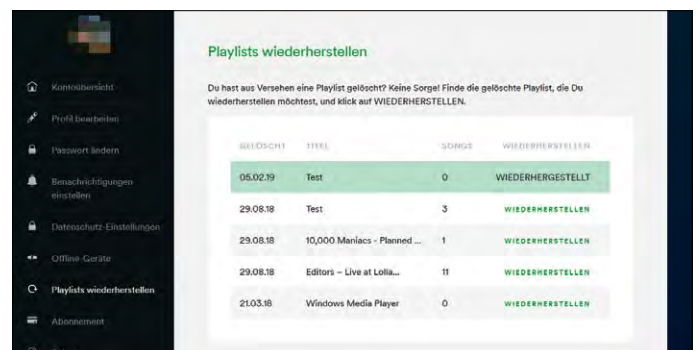 Playlists wiederherstellen
Du hast aus Versehen eine Playlist gelöscht? Keine Sorge! Finde die gelöschte Playlist, die Du
wiederherstellen möchtest, und klick auf WIEDERHERSTELLEN.
GELÖSCHT TITEL SONGS WIEDERHERSTELLEN
05.02.19 Test 0 WIEDERHERGESTELLT
29.08.18 Test 3 WIEDERHERSTELLEN
29.08.18 10,000 Maniacs - Planned ... 1 WIEDERHERSTELLEN
29.08.18 Editors – Live at Lolla... 11 WIEDERHERSTELLEN
21.03.18 Windows Media Player 0 WIEDERHERSTELLEN
Kontoübersicht
Profil bearbeiten
Passwort ändern
Benachrichtigungen
einstellen
Datenschutz-Einstellungen
Offline-Geräte
Playlists wiederherstellen
Abonnement